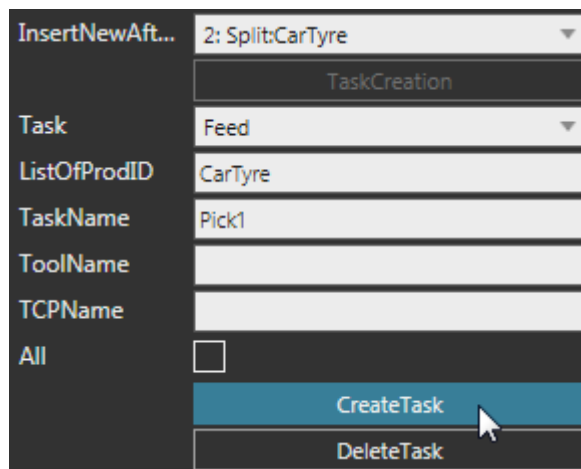 InsertNewAft... 2: Split:CarTyre
TaskCreation
Task Feed
ListOfProdID CarTyre
TaskName Pick1
ToolName
TCPName
All
CreateTask
DeleteTask